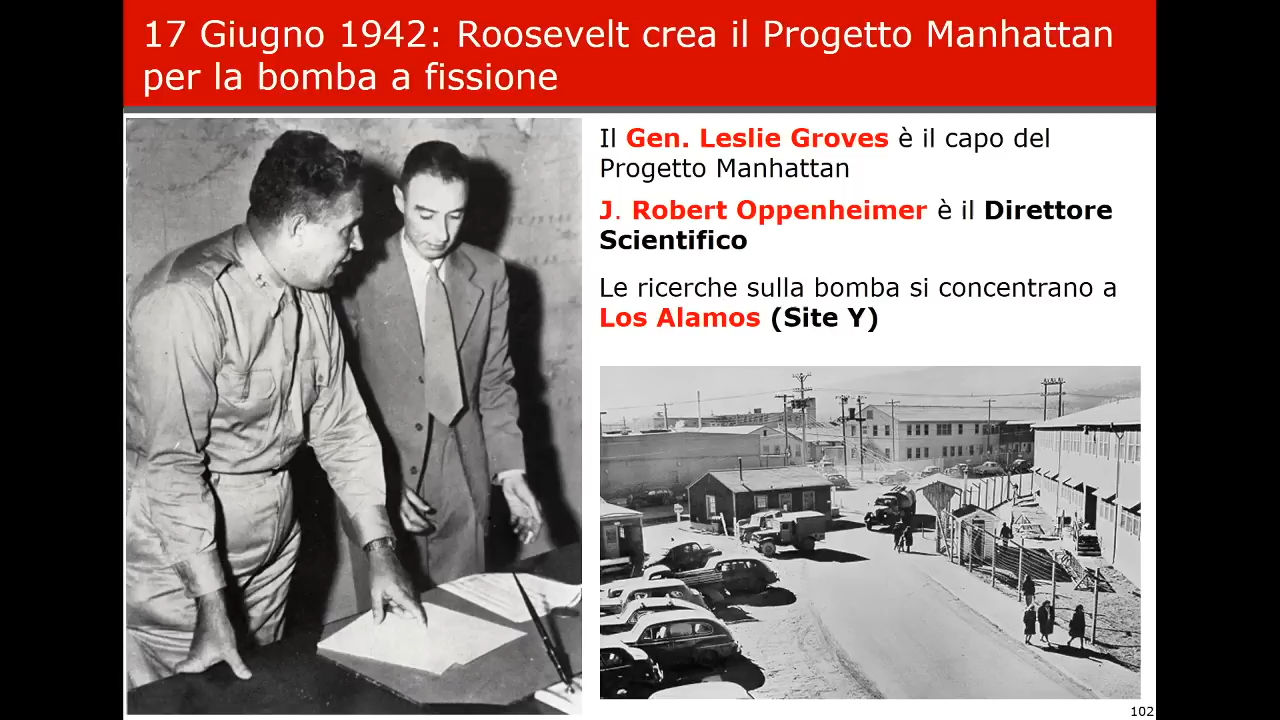 17 Giugno 1942: Roosevelt crea il Progetto Manhattan
per la bomba a fissione
Il Gen. Leslie Groves è il capo del
Progetto Manhattan
J. Robert Oppenheimer è il Direttore
Scientifico
Le ricerche sulla bomba si concentrano a
Los Alamos (Site Y)
102